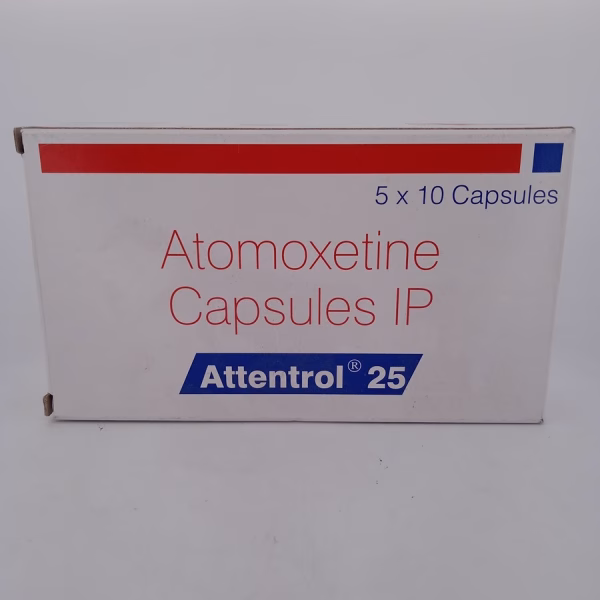 5 x 10 Capsules
Atomoxetine
Capsules IP
Attentrol® 25